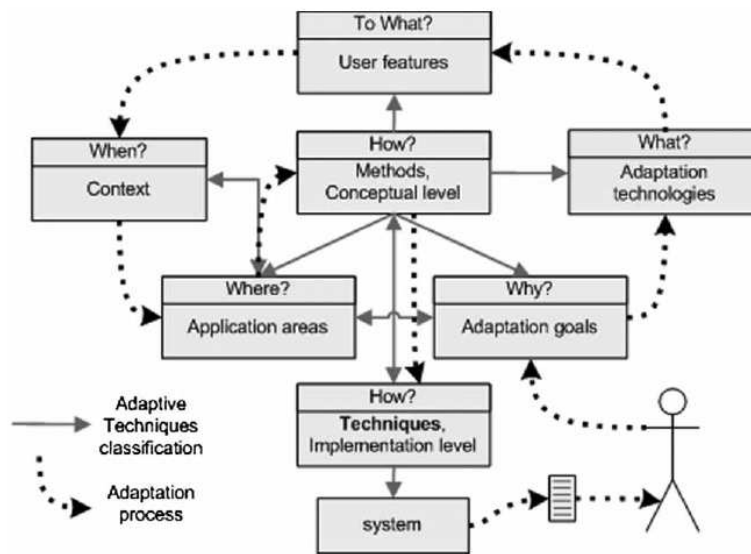 To What?
User features
When?
Context
How?
Methods,
Conceptual level
What?
Adaptation
technologies
Where?
Application areas
Why?
Adaptation goals
How?
Techniques,
Implementation level
Adaptive
Techniques
classification
Adaptation
process
system